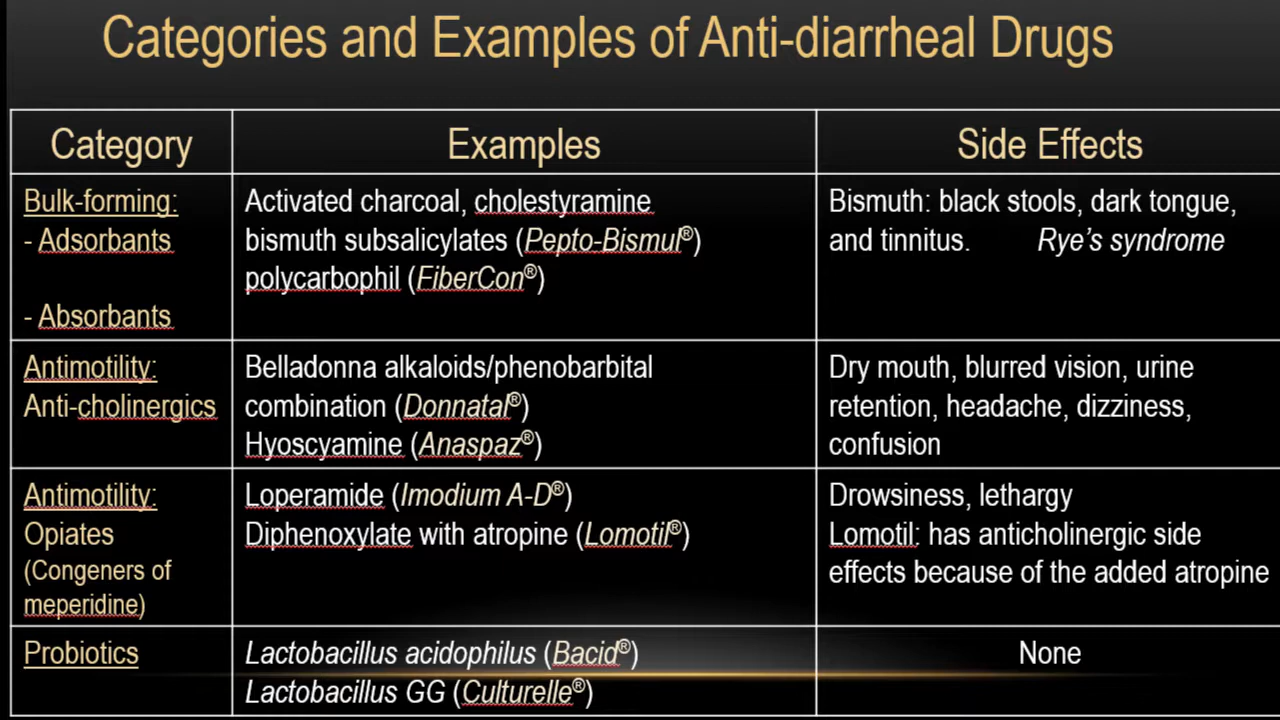 Categories and Examples of Anti-diarrheal Drugs
Category
Examples
Side Effects
Bulk-forming:
- Adsorbants
- Absorbants
Activated charcoal, cholestyramine
bismuth subsalicylates (Pepto-Bismul®)
polycarbophil (FiberCon®)
Bismuth: black stools, dark tongue,
and tinnitus. Rye’s syndrome
Antimotility:
Anti-cholinergics
Belladonna alkaloids/phenobarbital
combination (Donnatal®)
Hyoscyamine (Anaspaz®)
Dry mouth, blurred vision, urine
retention, headache, dizziness,
confusion
Antimotility:
Opiates
(Congeners of
meperidine)
Loperamide (Imodium A-D®)
Diphenoxylate with atropine (Lomotil®)
Drowsiness, lethargy
Lomotil: has anticholinergic side
effects because of the added atropine
Probiotics
Lactobacillus acidophilus (Bacid®)
Lactobacillus GG (Culturelle®)
None